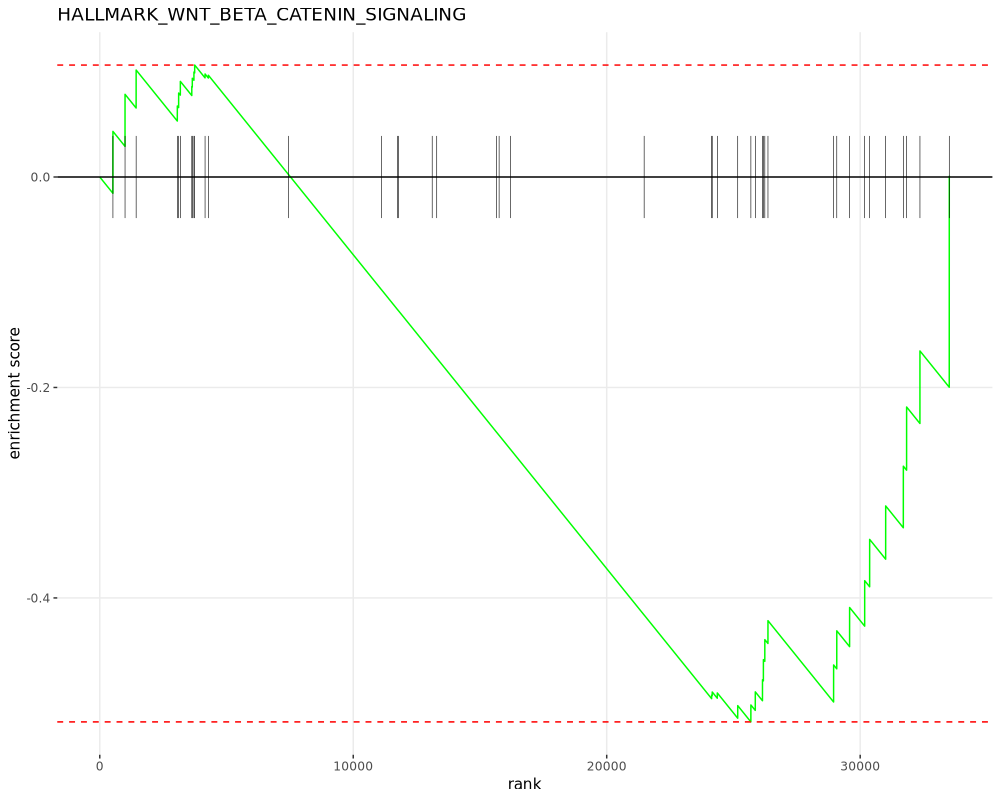 HALLMARK_WNT_BETA_CATENIN_SIGNALING
enrichment score
0.0
-0.2
-0.4
0
10000
20000
30000
rank